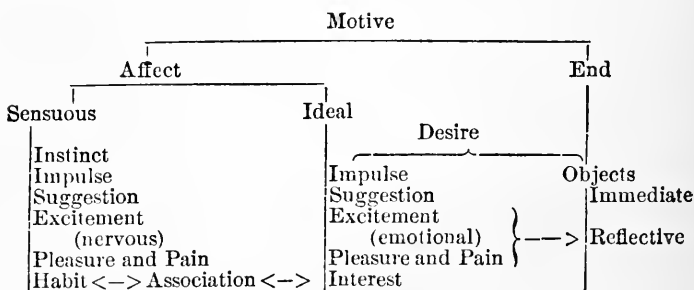 Motive
Affect End
Sensuous Ideal
Desire
Instinct
Impulse Impulse Objects
Suggestion Suggestion Immediate
Excitement Excitement
(nervous) (emotional) —–> Reflective
Pleasure and Pain Pleasure and Pain
Habit <–> Association <–> Interest